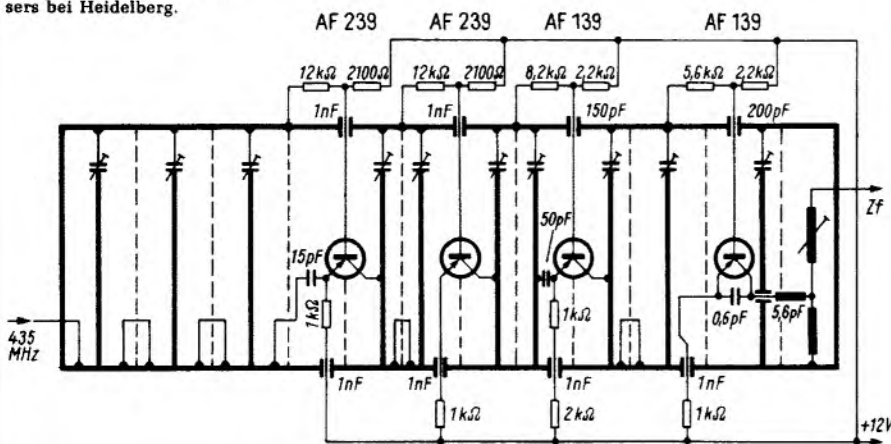 sers bei Heidelberg.
AF 239 AF 239 AF 139 AF 139
12kΩ 2100Ω 12kΩ 2100Ω 8,2kΩ 2,2kΩ 5,6kΩ 2,2kΩ
1nF 1nF 150pF 200pF
Zf
50pF
15pF
1kΩ 1kΩ 0,6pF 5,6pF
435
MHz
1nF 1nF 1nF 1nF
1kΩ 2kΩ 1kΩ
+12V